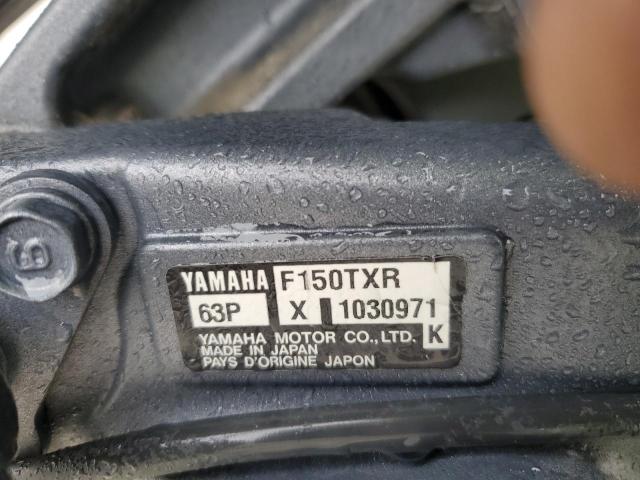 YAMAHA F150TXR
63P X 1030971
YAMAHA MOTOR CO.,LTD. K
MADE IN JAPAN
PAYS D'ORIGINE JAPON